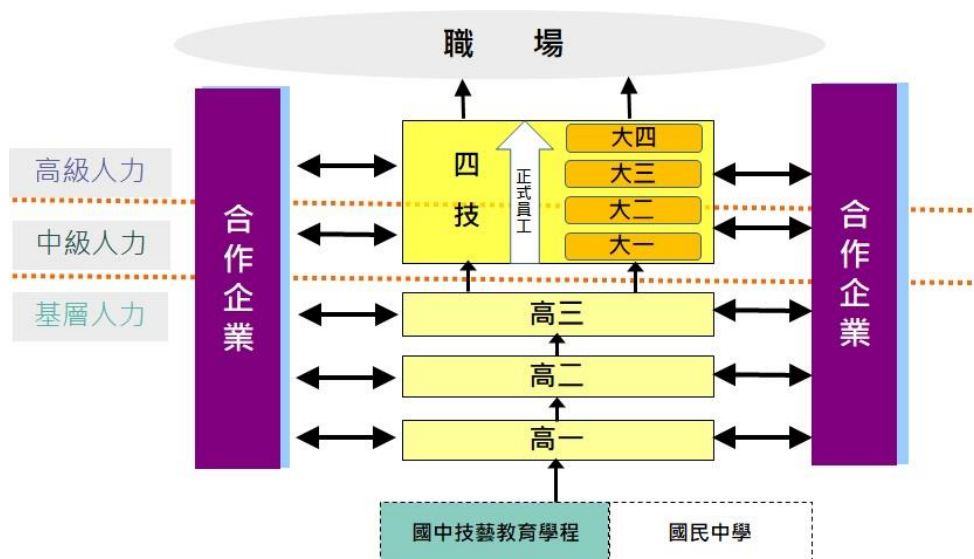 職 場
高級人力
中級人力
基層人力
合作企業
四技
正式員工
大四
大三
大二
大一
高三
高二
高一
合作企業
國中技藝教育學程
國民中學